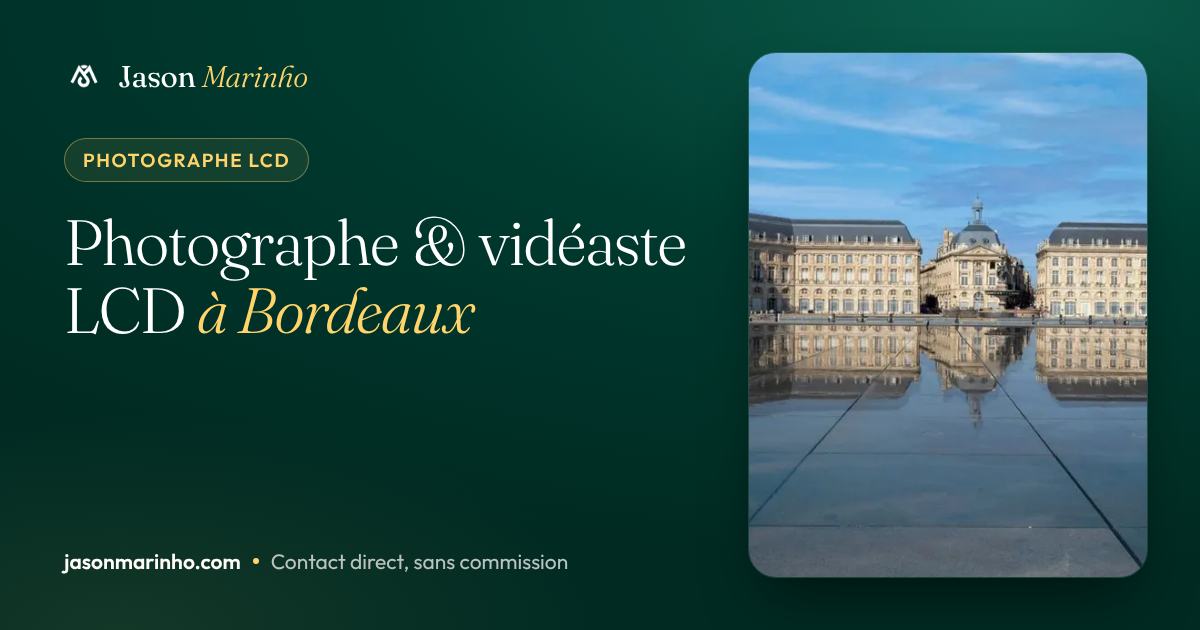 Jason Marinho
PHOTOGRAPHE LCD
Photographe & vidéaste
LCD à Bordeaux
jasonmarinho.com • Contact direct, sans commission